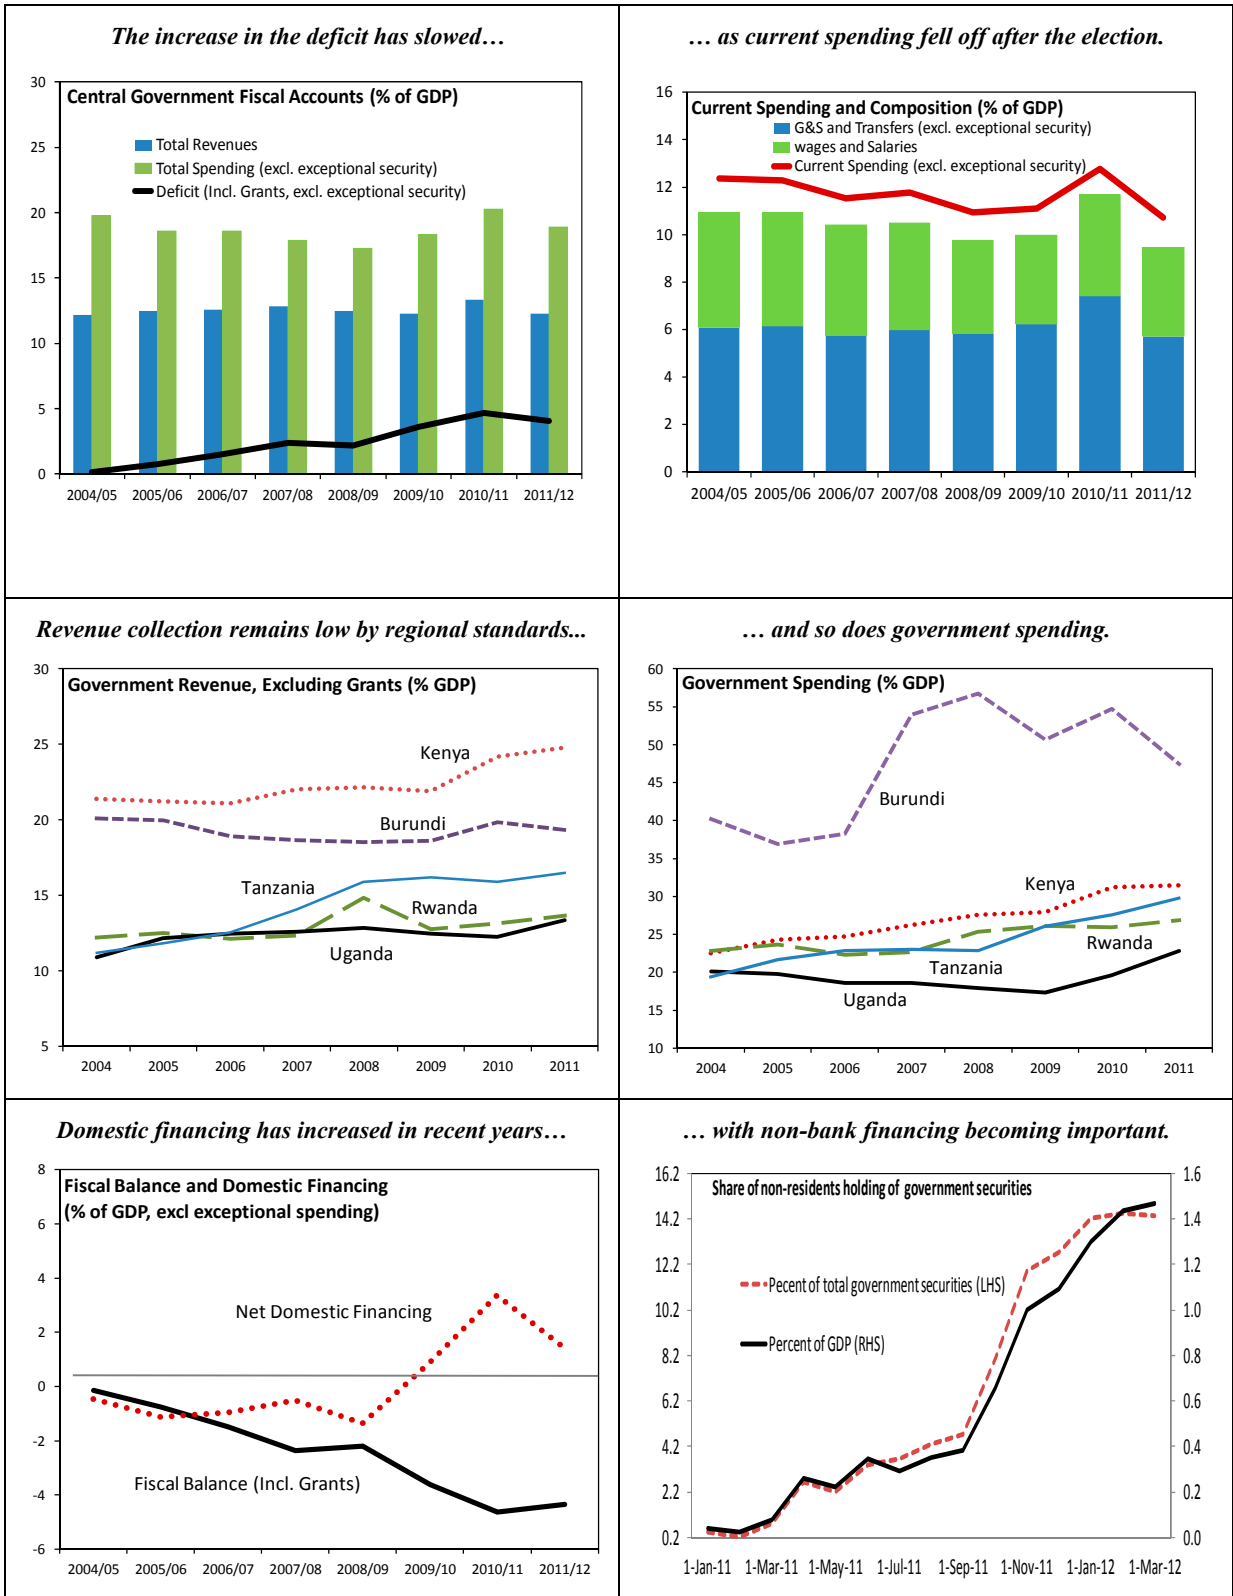 The increase in the deficit has slowed…
30
25
20
15
10
5
0
Central Government Fiscal Accounts (% of GDP)
Total Revenues
Total Spending (excl. exceptional security)
Deficit (Incl. Grants, excl. exceptional security)
2004/05 2005/06 2006/07 2007/08 2008/09 2009/10 2010/11 2011/12
… as current spending fell off after the election.
16
14
12
10
8
6
4
2
0
Current Spending and Composition (% of GDP)
G&S and Transfers (excl. exceptional security)
wages and Salaries
Current Spending (excl. exceptional security)
2004/05 2005/06 2006/07 2007/08 2008/09 2009/10 2010/11 2011/12
Revenue collection remains low by regional standards...
30
25
20
15
10
5
Government Revenue, Excluding Grants (% GDP)
Kenya
Burundi
Tanzania
Rwanda
Uganda
2004 2005 2006 2007 2008 2009 2010 2011
… and so does government spending.
60
55
50
45
40
35
30
25
20
15
10
Government Spending (% GDP)
Burundi
Kenya
Rwanda
Tanzania
Uganda
2004 2005 2006 2007 2008 2009 2010 2011
Domestic financing has increased in recent years…
8
6
4
2
0
-2
-4
-6
Fiscal Balance and Domestic Financing
(% of GDP, excl exceptional spending)
Net Domestic Financing
Fiscal Balance (Incl. Grants)
2004/05 2005/06 2006/07 2007/08 2008/09 2009/10 2010/11 2011/12
… with non-bank financing becoming important.
16.2
14.2
12.2
10.2
8.2
6.2
4.2
2.2
0.2
Share of non-residents holding of government securities
Pecent of total government securities (LHS)
Percent of GDP (RHS)
1.6
1.4
1.2
1.0
0.8
0.6
0.4
0.2
0.0
1-Jan-11 1-Mar-11 1-May-11 1-Jul-11 1-Sep-11 1-Nov-11 1-Jan-12 1-Mar-12